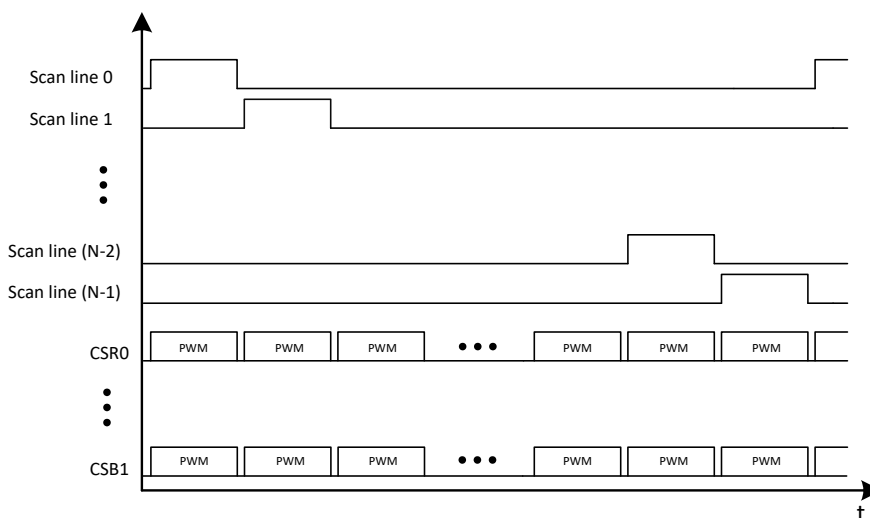 Scan line 0
Scan line 1
Scan line (N-2)
Scan line (N-1)
CSR0 PWM PWM PWM PWM PWM PWM
CSB1 PWM PWM PWM PWM PWM PWM
t